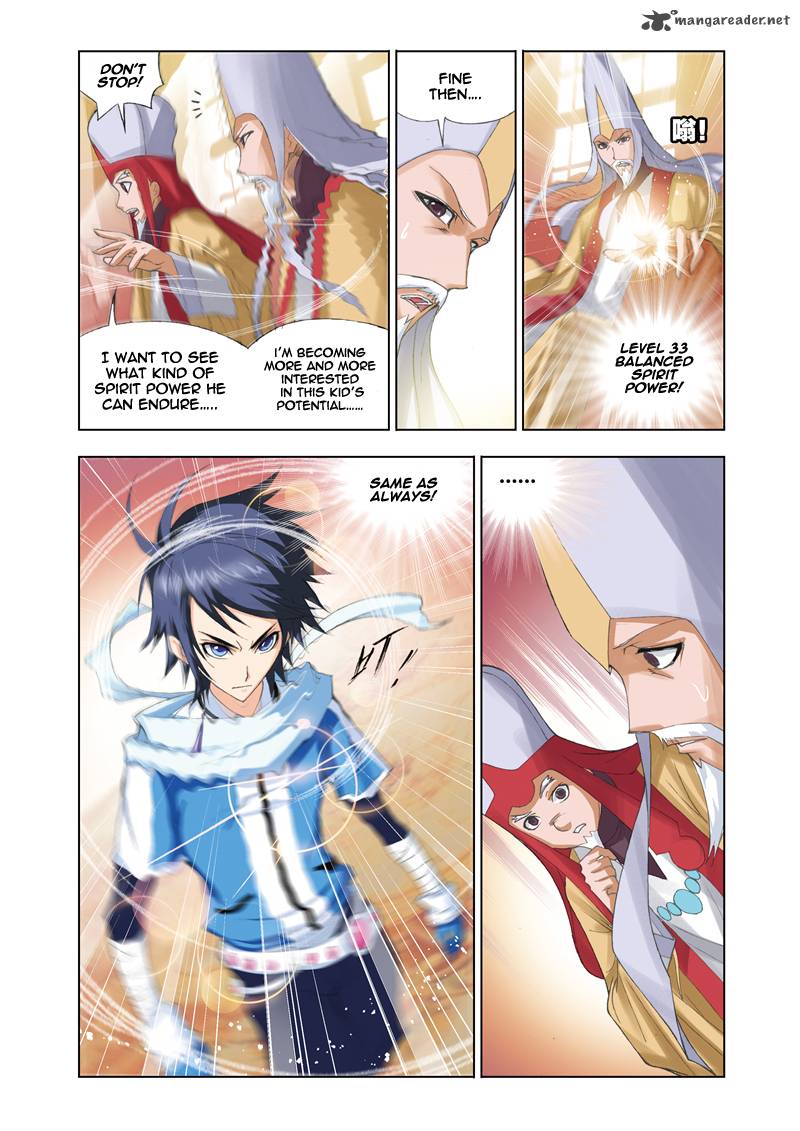 mangareader.net
DON'T
STOP!
I WANT TO SEE
WHAT KIND OF
SPIRIT POWER HE
CAN ENDURE.....
I'M BECOMING
MORE AND MORE
INTERESTED
IN THIS KID'S
POTENTIAL......
FINE
THEN....
嗡!
LEVEL 33
BALANCED
SPIRIT
POWER!
SAME AS
ALWAYS!
......